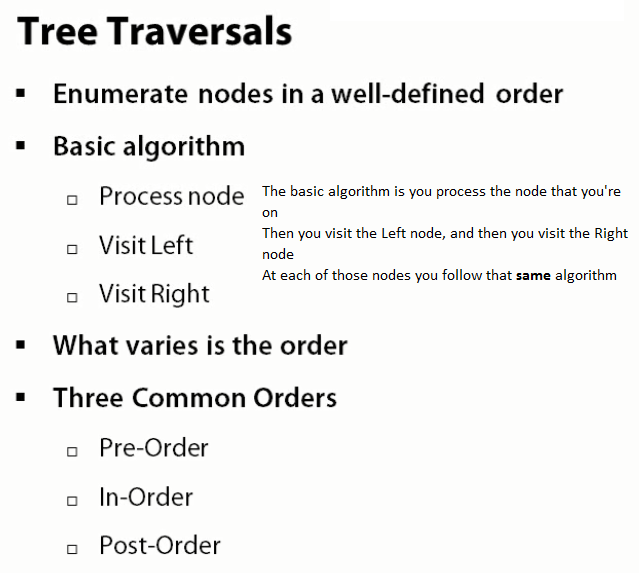 Tree Traversals
▪ Enumerate nodes in a well-defined order
▪ Basic algorithm
□ Process node
The basic algorithm is you process the node that you're
on
Then you visit the Left node, and then you visit the Right
node
At each of those nodes you follow that same algorithm
□ Visit Left
□ Visit Right
▪ What varies is the order
▪ Three Common Orders
□ Pre-Order
□ In-Order
□ Post-Order